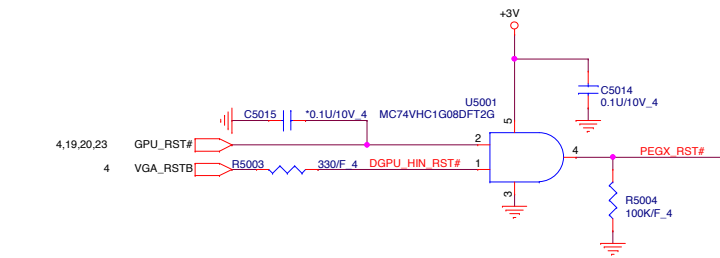 +3V
C5015 *0.1U/10V_4
U5001
MC74VHC1G08DFT2G
C5014
0.1U/10V_4
5
4,19,20,23 GPU_RST# 2
4 PEGX_RST#
4 VGA_RSTB R5003 330/F_4 DGPU_HIN_RST# 1
3
R5004
100K/F_4